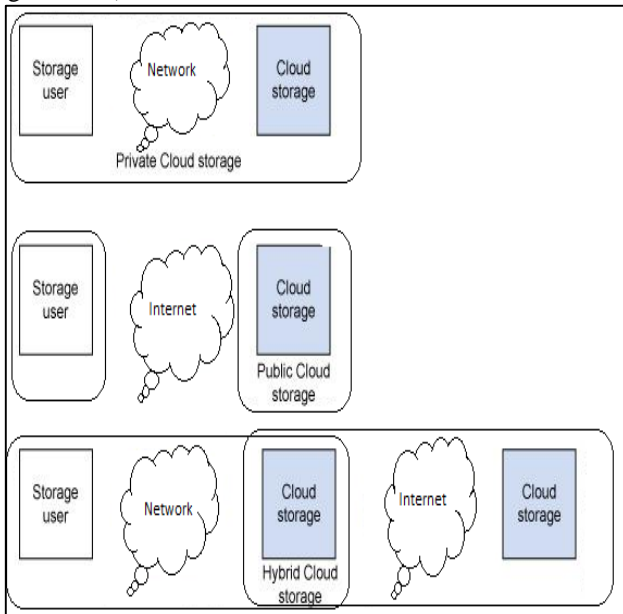 Storage
user
Network
Cloud
storage
Private Cloud storage
Storage
user
Internet
Cloud
storage
Public Cloud
storage
Storage
user
Network
Cloud
storage
Internet
Cloud
storage
Hybrid Cloud
storage